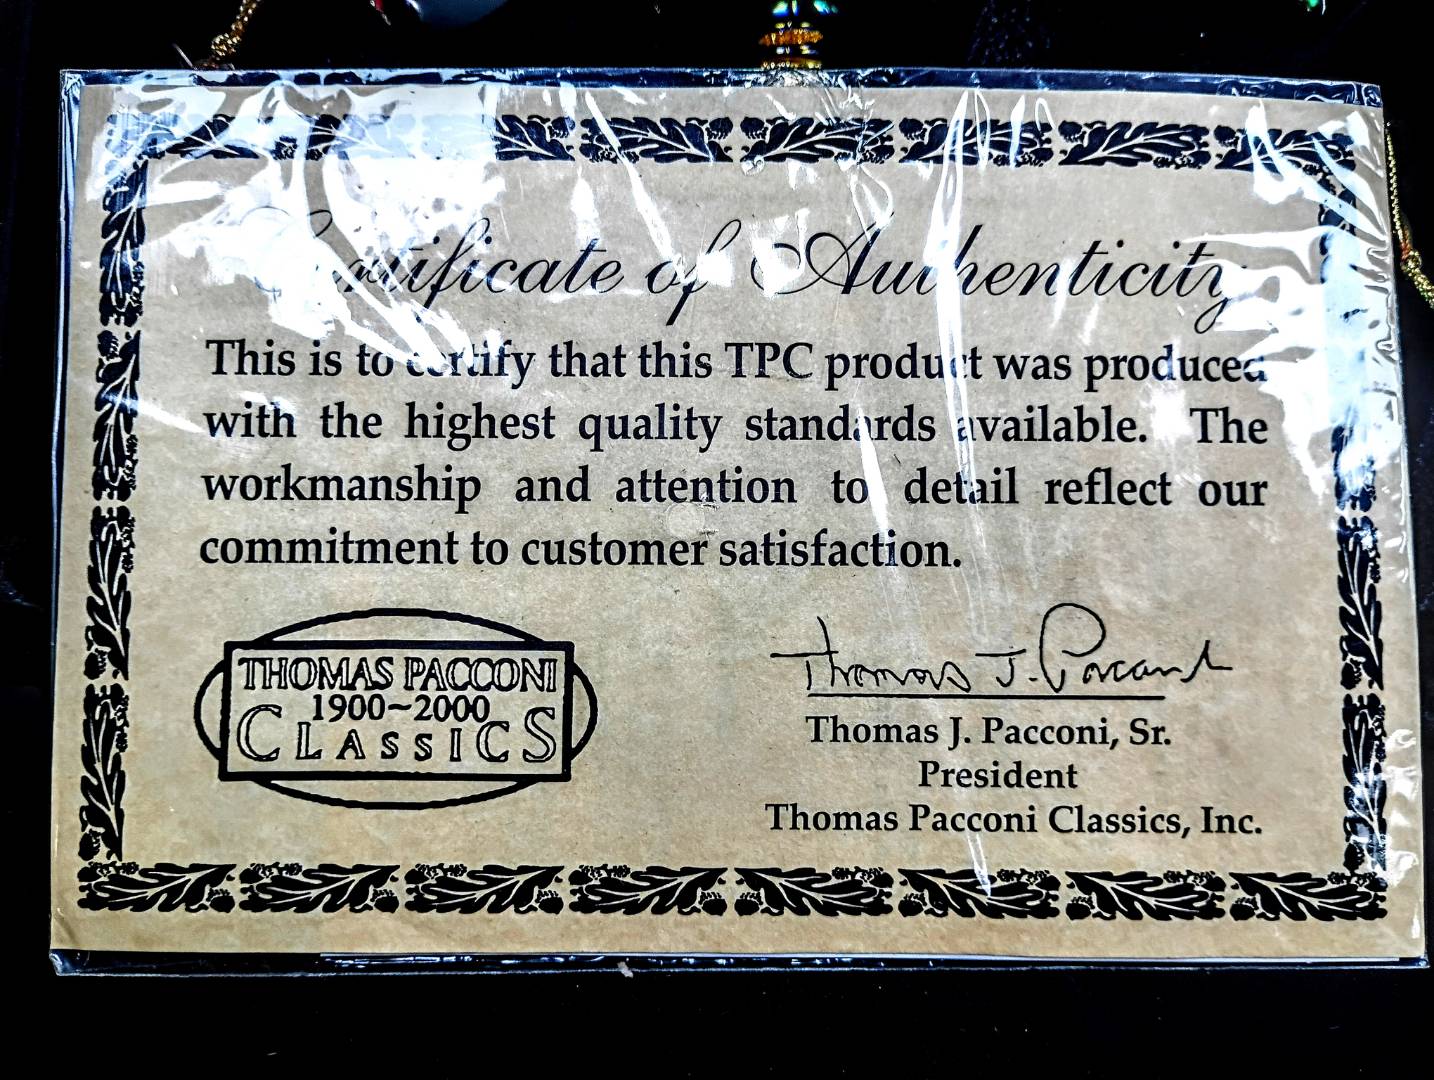 Certificate of Authenticity
This is to certify that this TPC product was produced
with the highest quality standards available. The
workmanship and attention to detail reflect our
commitment to customer satisfaction.
THOMAS PACCONI
1900~2000
CLASSICS
Thomas J. Pacconi
Thomas J. Pacconi, Sr.
President
Thomas Pacconi Classics, Inc.